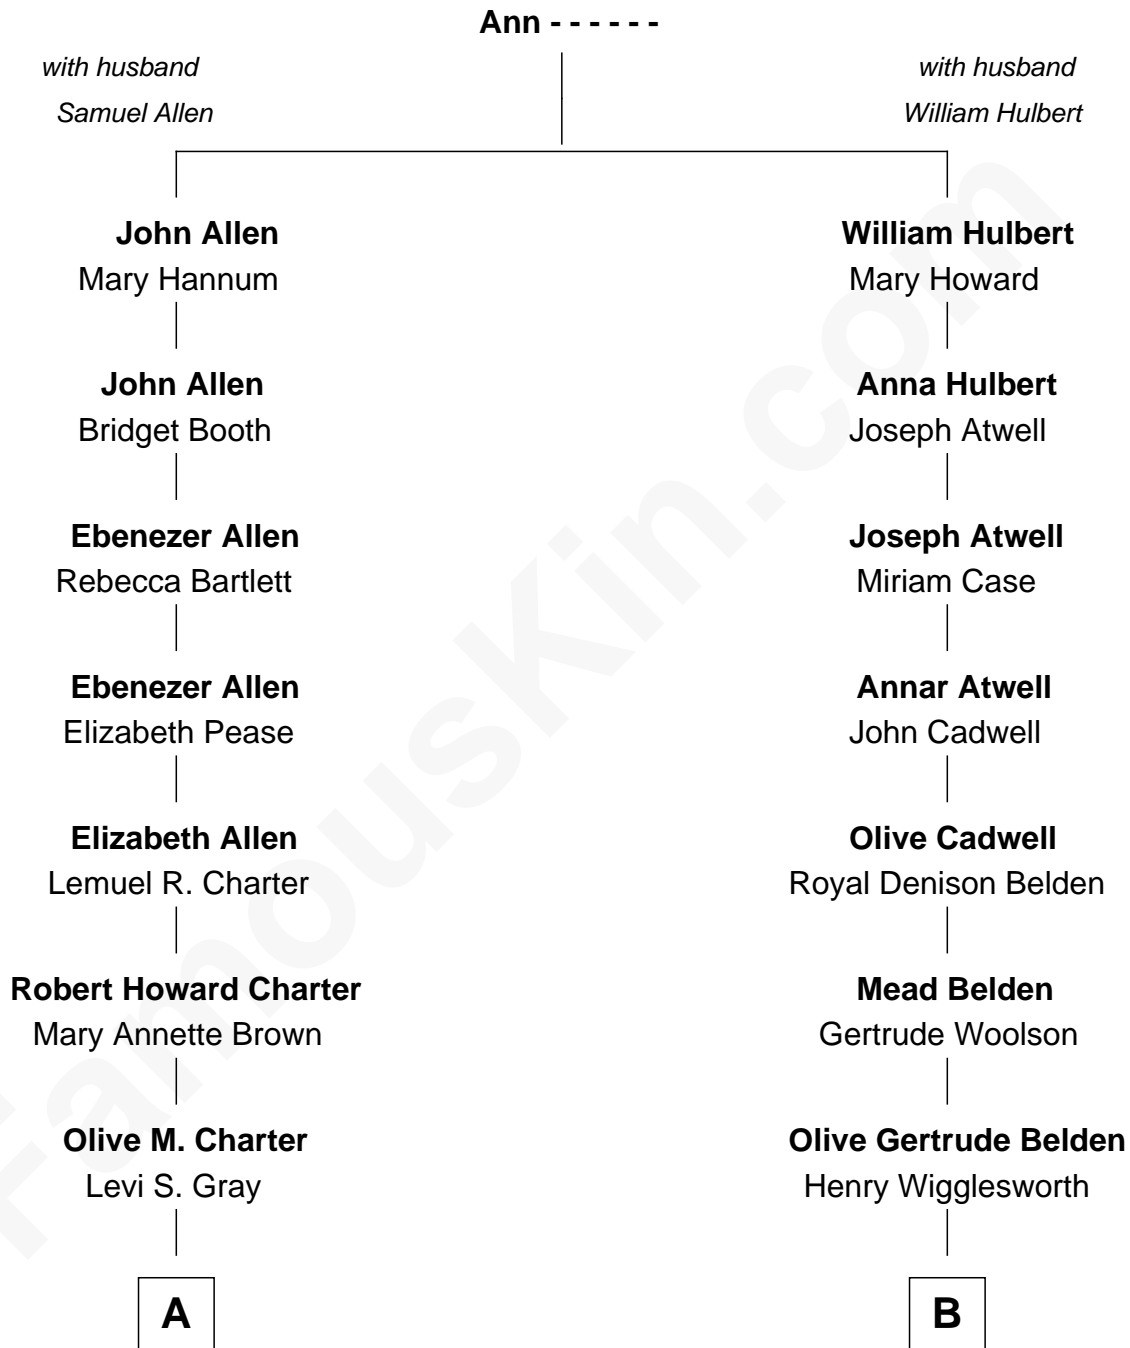 Ann - - - - - -
with husband
Samuel Allen
with husband
William Hulbert
John Allen
Mary Hannum
John Allen
Bridget Booth
Ebenezer Allen
Rebecca Bartlett
Ebenezer Allen
Elizabeth Pease
Elizabeth Allen
Lemuel R. Charter
Robert Howard Charter
Mary Annette Brown
Olive M. Charter
Levi S. Gray
A
William Hulbert
Mary Howard
Anna Hulbert
Joseph Atwell
Joseph Atwell
Miriam Case
Annar Atwell
John Cadwell
Olive Cadwell
Royal Denison Belden
Mead Belden
Gertrude Woolson
Olive Gertrude Belden
Henry Wigglesworth
B
FamousKin.com